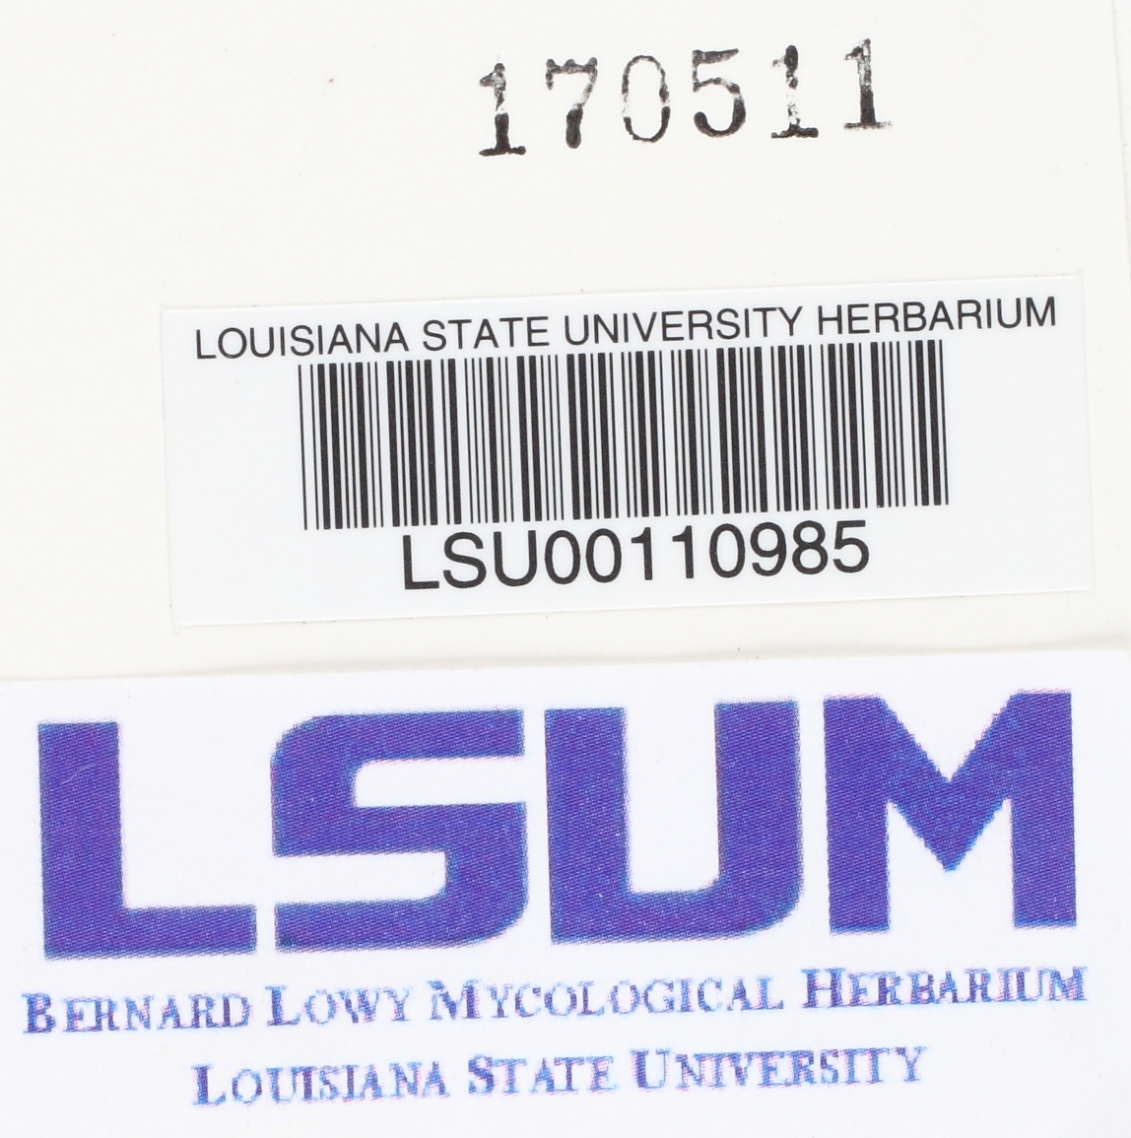 170511
LOUISIANA STATE UNIVERSITY HERBARIUM
LSU00110985
LSUM
BERNARD LOWY MYCOLOGICAL HERBARIUM
LOUISIANA STATE UNIVERSITY